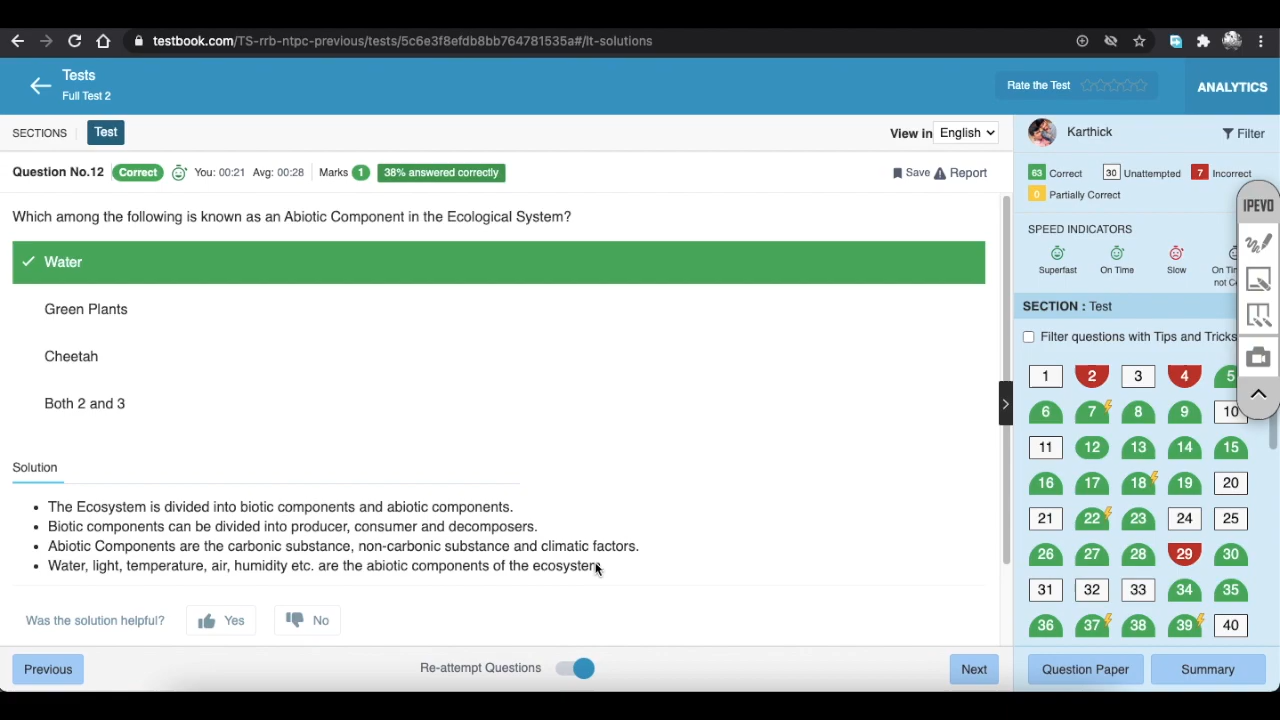 testbook.com/TS-rrb-ntpc-previous/tests/5c6e3f8efdb8bb764781535a#/lt-solutions
Tests
Full Test 2
Rate the Test
ANALYTICS
SECTIONS
Test
View in English
Karthick
Filter
Question No.12 Correct You: 00:21 Avg: 00:28 Marks 1 38% answered correctly
Save Report
63 Correct 30 Unattempted 7 Incorrect
0 Partially Correct
Which among the following is known as an Abiotic Component in the Ecological System?
Water
Green Plants
Cheetah
Both 2 and 3
Solution
The Ecosystem is divided into biotic components and abiotic components.
Biotic components can be divided into producer, consumer and decomposers.
Abiotic Components are the carbonic substance, non-carbonic substance and climatic factors.
Water, light, temperature, air, humidity etc. are the abiotic components of the ecosystem
Was the solution helpful? Yes No
Previous
Re-attempt Questions
Next
IPEVO
SPEED INDICATORS
Superfast On Time Slow
SECTION : Test
Filter questions with Tips and Tricks
1 2 3 4 5
6 7 8 9 10
11 12 13 14 15
16 17 18 19 20
21 22 23 24 25
26 27 28 29 30
31 32 33 34 35
36 37 38 39 40
Question Paper Summary